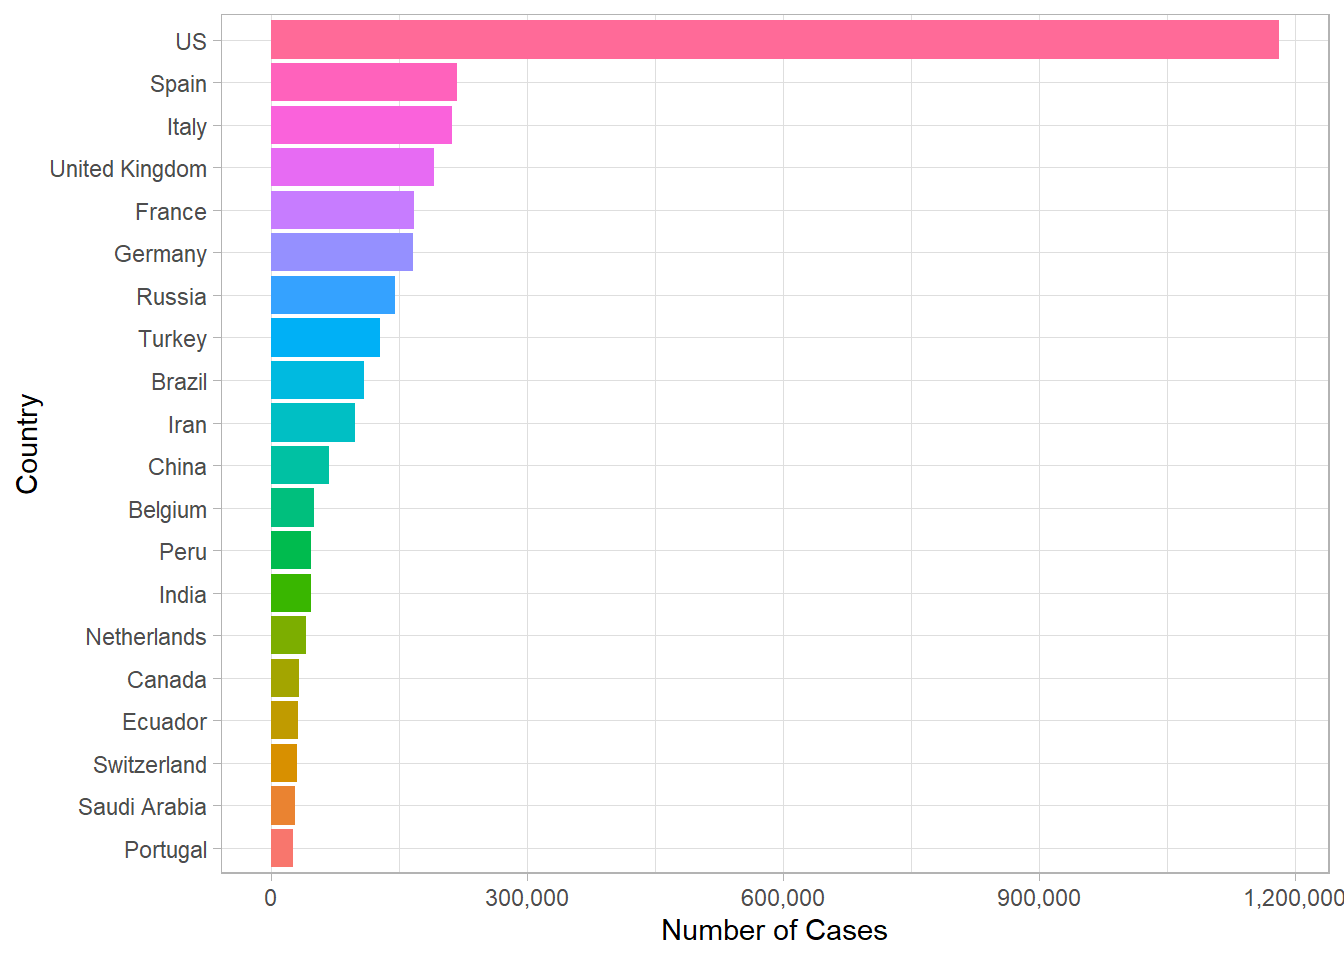 US
Spain
Italy
United Kingdom
France
Germany
Russia
Turkey
Brazil
Iran
China
Belgium
Peru
India
Netherlands
Canada
Ecuador
Switzerland
Saudi Arabia
Portugal
Country
0 300,000 600,000 900,000 1,200,000
Number of Cases